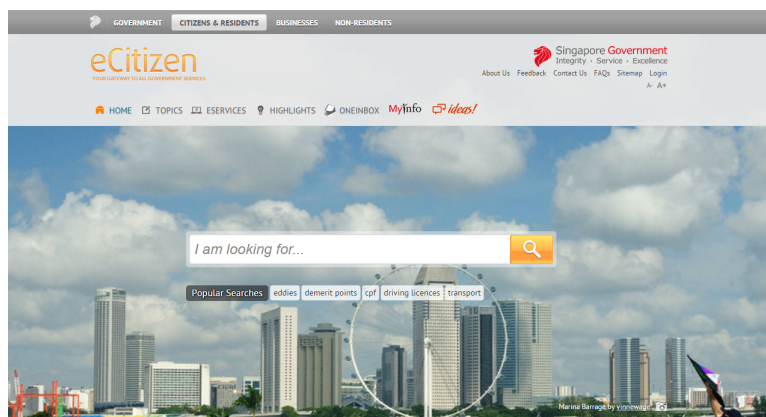 GOVERNMENT CITIZENS & RESIDENTS BUSINESSES NON-RESIDENTS
eCitizen
YOUR GATEWAY TO ALL GOVERNMENT SERVICES
Singapore Government
Integrity · Service · Excellence
About Us Feedback Contact Us FAQs Sitemap Login
A- A+
HOME TOPICS ESERVICES HIGHLIGHTS ONEINBOX Myinfo ideas!
I am looking for...
Popular Searches eddies demerit points cpf driving licences transport
Marina Barrage by vinnewage